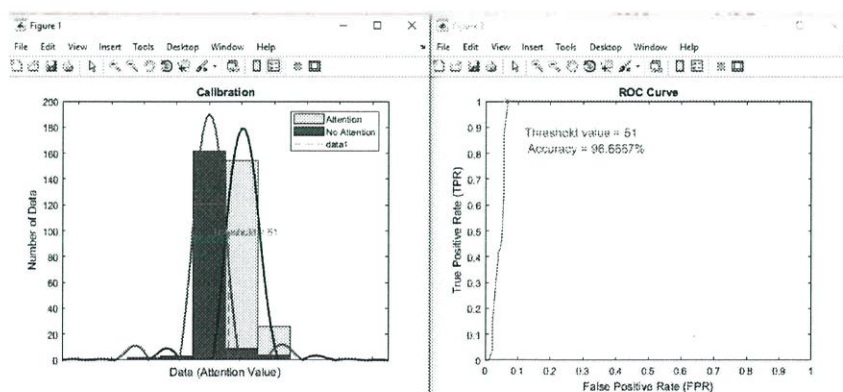 Figure 1
File Edit View Insert Tools Desktop Window Help
Calibration
200
180
160
140
120
100
80
60
40
20
0
Number of Data
Attention
No Attention
data1
Threshold = 51
Data (Attention Value)
Figure 2
File Edit View Insert Tools Desktop Window Help
ROC Curve
1
0.9
0.8
0.7
0.6
0.5
0.4
0.3
0.2
0.1
0
True Positive Rate (TPR)
Threshold value = 51
Accuracy = 96.6667%
0 0.1 0.2 0.3 0.4 0.5 0.6 0.7 0.8 0.9 1
False Positive Rate (FPR)